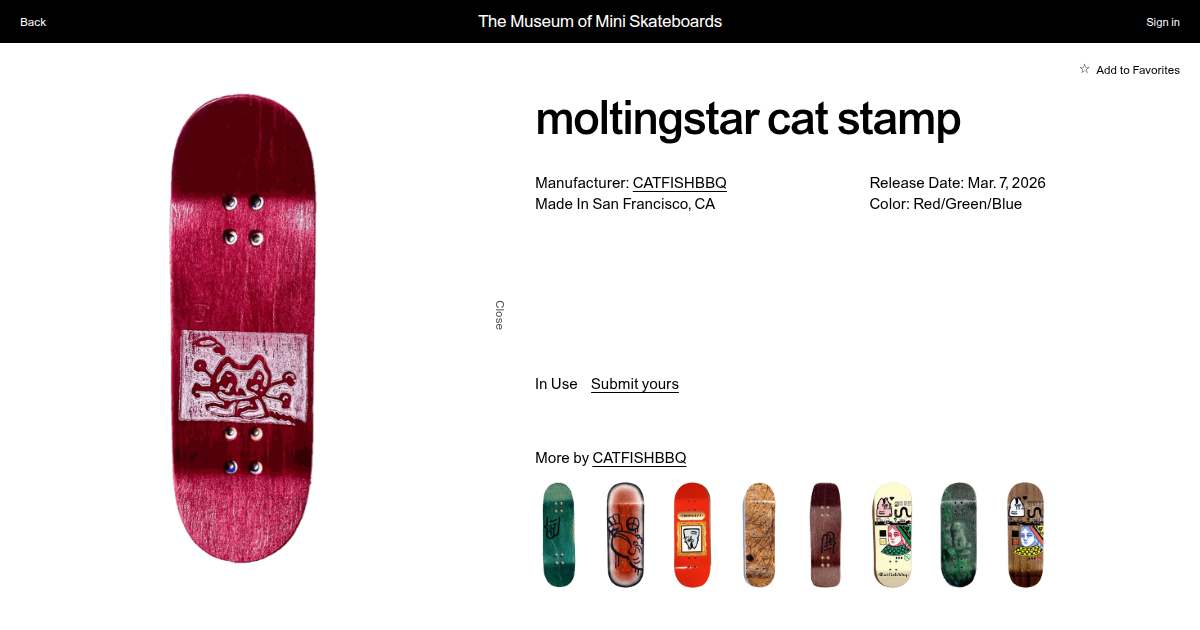 Back
The Museum of Mini Skateboards
Sign in
☆ Add to Favorites
moltingstar cat stamp
Manufacturer: CATFISHBBQ
Made In San Francisco, CA
Release Date: Mar. 7, 2026
Color: Red/Green/Blue
Close
In Use Submit yours
More by CATFISHBBQ